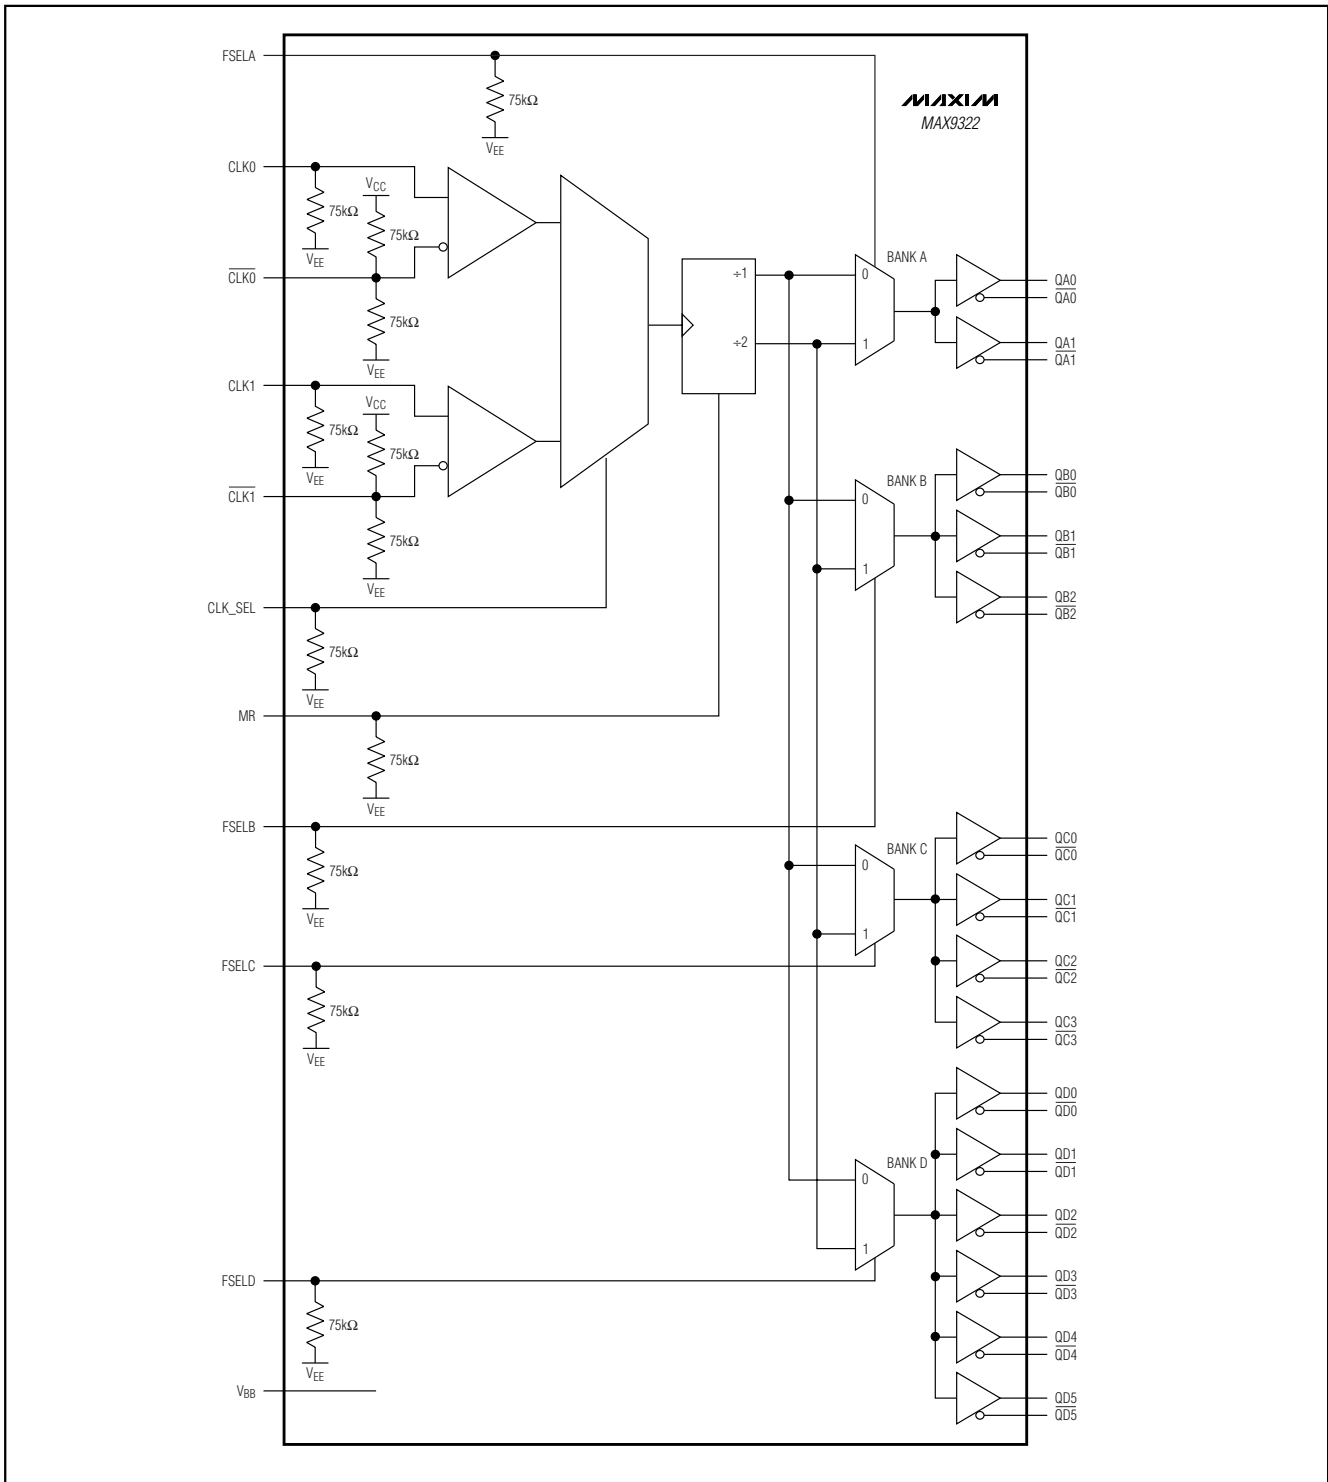 FSELA
75kΩ
VEE
MAXIM
MAX9322
CLK0
75kΩ
VEE
VCC
75kΩ
CLK0
75kΩ
VEE
CLK1
75kΩ
VEE
VCC
75kΩ
CLK1
75kΩ
VEE
CLK_SEL
75kΩ
VEE
MR
75kΩ
VEE
÷1
÷2
BANK A
0
1
QA0
QA0
QA1
QA1
BANK B
0
1
QB0
QB0
QB1
QB1
QB2
QB2
FSELB
75kΩ
VEE
BANK C
0
1
QC0
QC0
QC1
QC1
QC2
QC2
QC3
QC3
FSELC
75kΩ
VEE
BANK D
0
1
QD0
QD0
QD1
QD1
QD2
QD2
QD3
QD3
QD4
QD4
QD5
QD5
FSELD
75kΩ
VEE
VBB